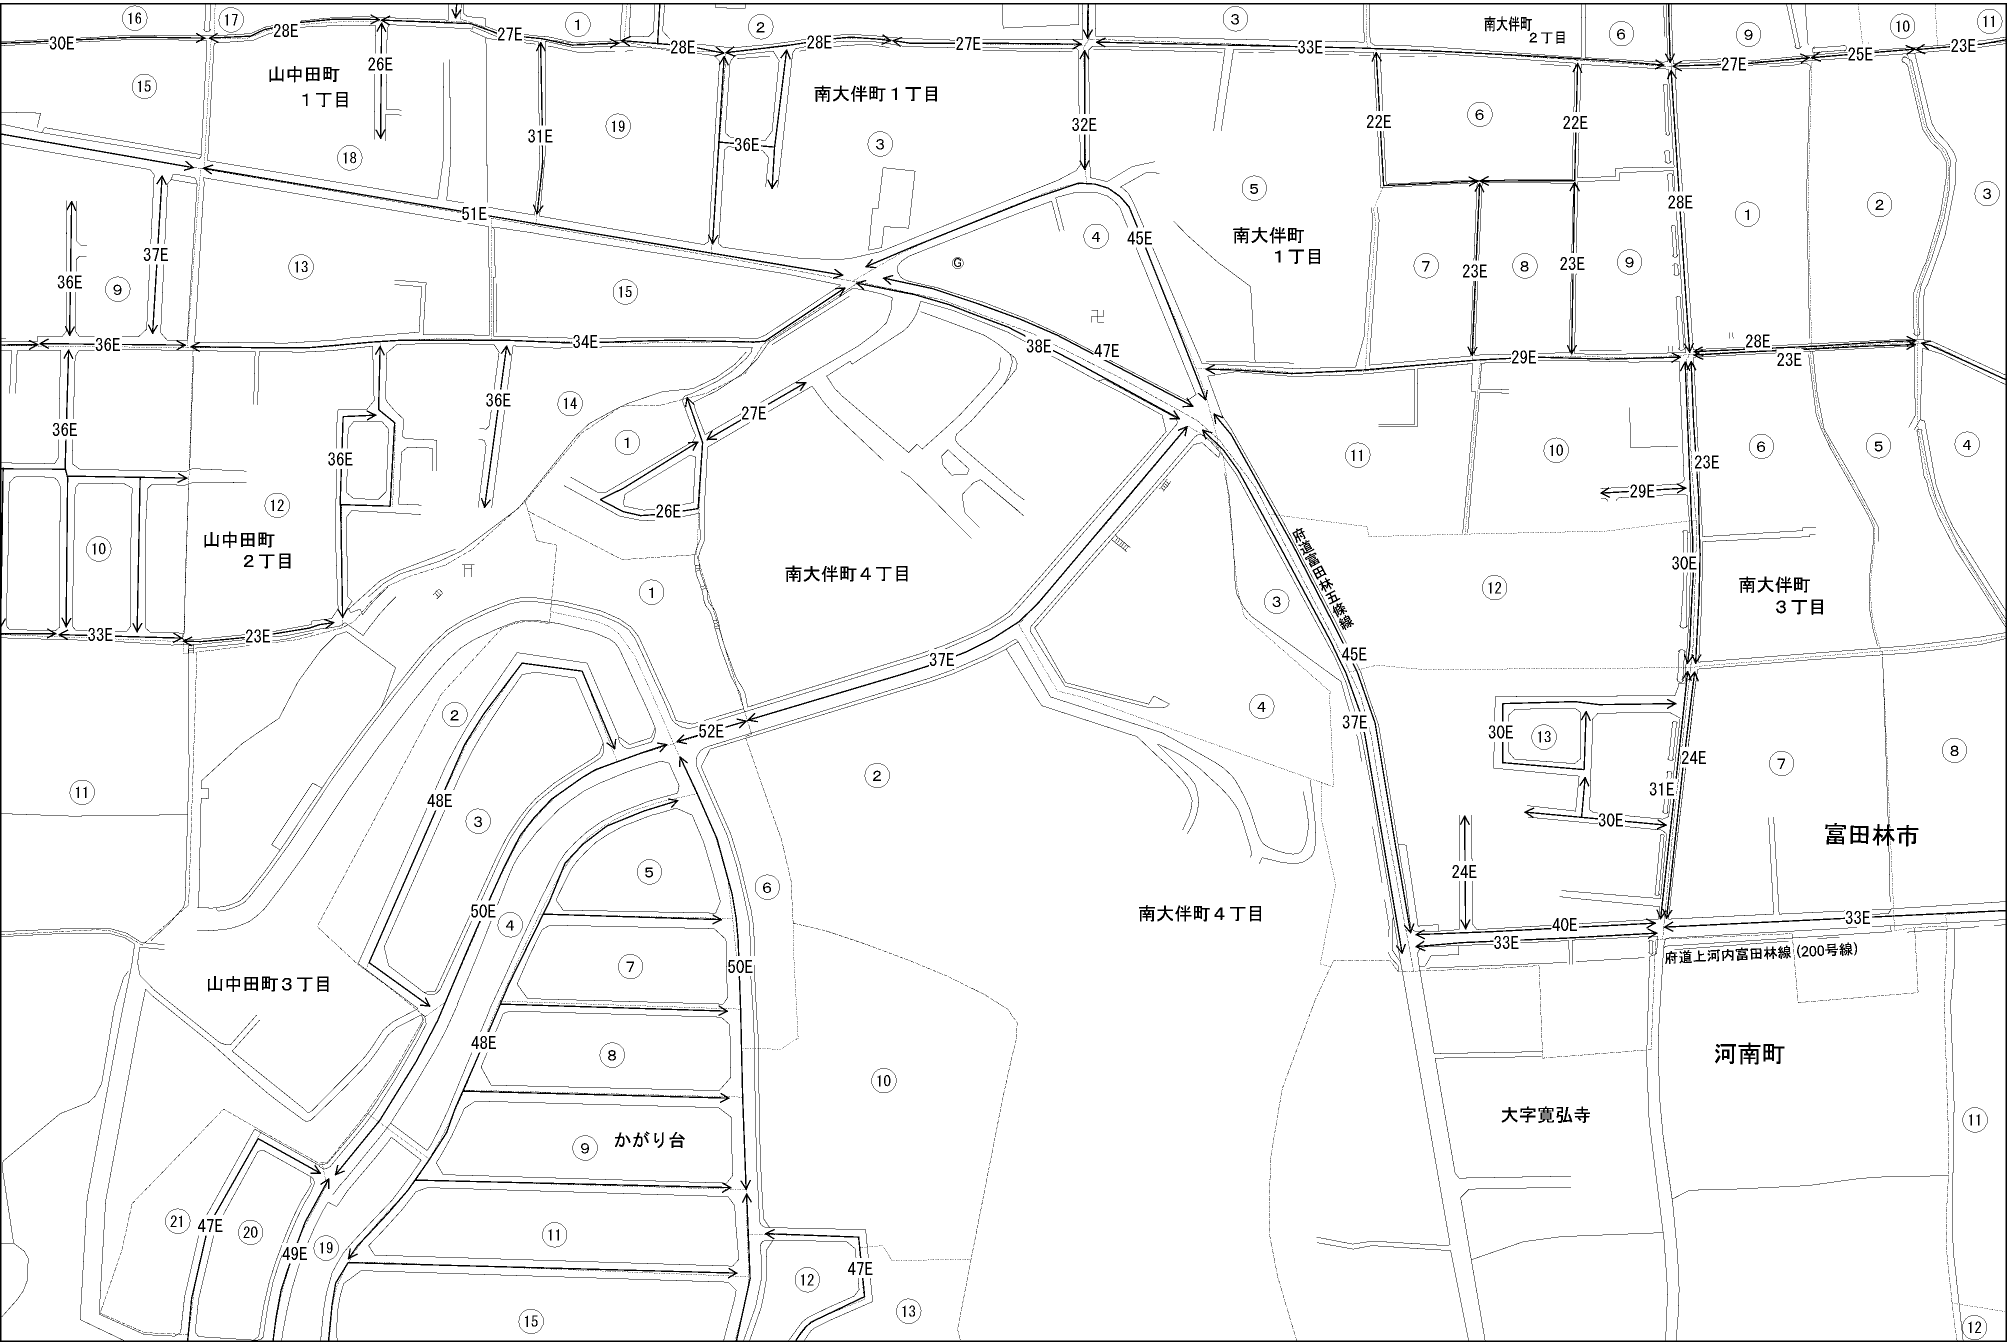 16
17
28E
30E
27E
1
28E
2
28E
27E
3
33E
南大伴町
2丁目
6
9
10
11
27E
25E
23E
15
山中田町
1丁目
26E
18
31E
19
36E
南大伴町1丁目
3
32E
22E
6
22E
5
28E
1
2
3
51E
37E
36E
9
13
15
4
45E
G
卍
南大伴町
1丁目
7
23E
8
23E
9
36E
34E
38E
47E
29E
28E
23E
36E
36E
36E
14
1
27E
26E
11
10
29E
23E
6
5
4
12
10
山中田町
2丁目
33E
23E
1
南大伴町4丁目
府道富田林五條線
3
12
30E
南大伴町
3丁目
37E
45E
2
52E
4
37E
30E
13
24E
31E
30E
7
8
11
48E
3
2
5
6
24E
富田林市
50E
4
南大伴町4丁目
40E
33E
33E
府道上河内富田林線(200号線)
山中田町3丁目
7
50E
48E
8
10
河南町
9
かがり台
大字寛弘寺
11
21
47E
20
49E
19
11
12
47E
13
15
12